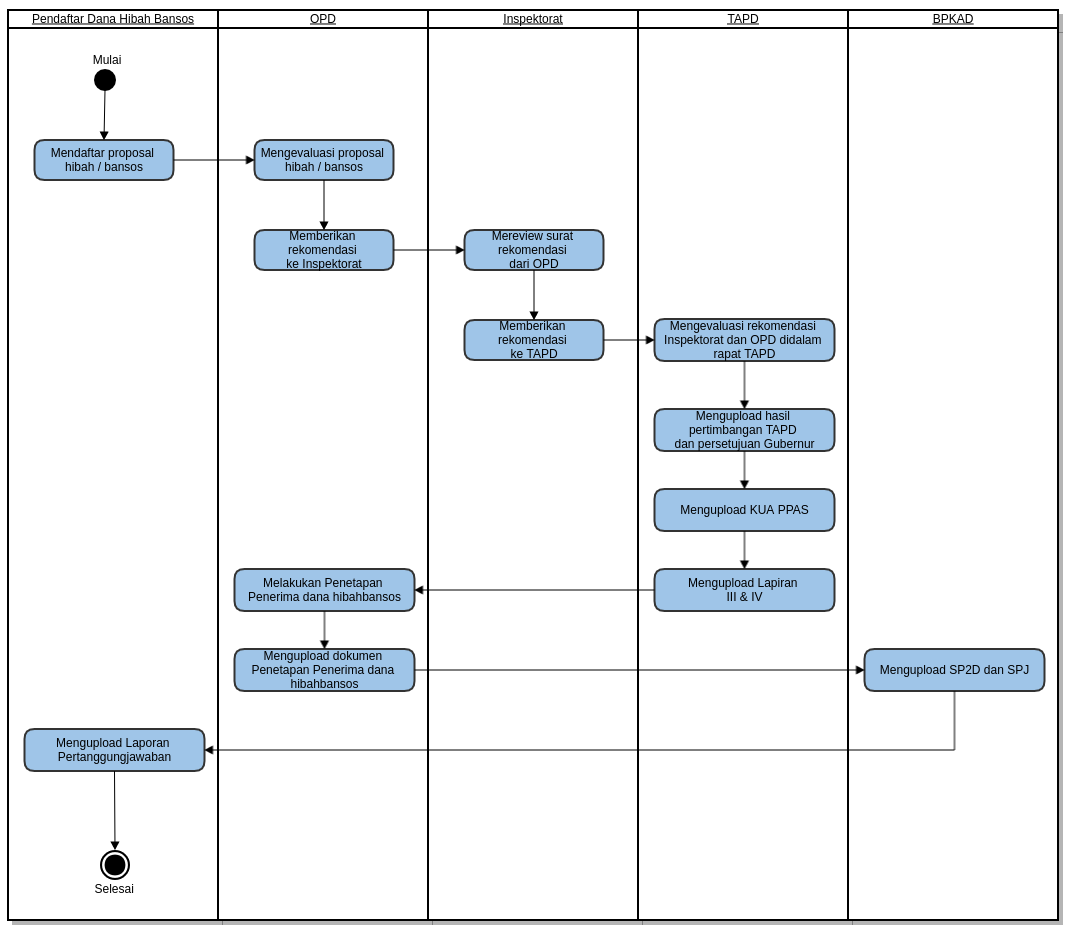 Pendaftar Dana Hibah Bansos
OPD
Inspektorat
TAPD
BPKAD
Mulai
Mendaftar proposal
hibah / bansos
Mengevaluasi proposal
hibah / bansos
Memberikan
rekomendasi
ke Inspektorat
Mereview surat
rekomendasi
dari OPD
Memberikan
rekomendasi
ke TAPD
Mengevaluasi rekomendasi
Inspektorat dan OPD didalam
rapat TAPD
Mengupload hasil
pertimbangan TAPD
dan persetujuan Gubernur
Mengupload KUA PPAS
Mengupload Lapiran
III & IV
Melakukan Penetapan
Penerima dana hibahbansos
Mengupload dokumen
Penetapan Penerima dana
hibahbansos
Mengupload SP2D dan SPJ
Mengupload Laporan
Pertanggungjawaban
Selesai